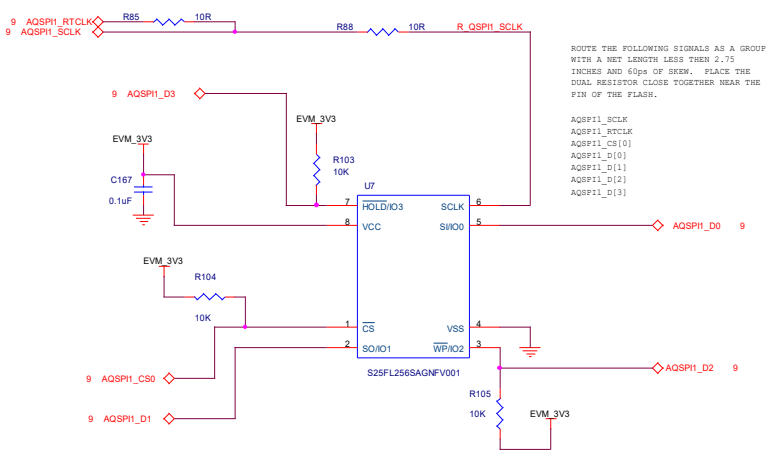 9 AQSPI1_RTCLK R85 10R
9 AQSPI1_SCLK R88 10R R_QSPI1_SCLK
ROUTE THE FOLLOWING SIGNALS AS A GROUP
WITH A NET LENGTH LESS THEN 2.75
INCHES AND 60ps OF SKEW. PLACE THE
DUAL RESISTOR CLOSE TOGETHER NEAR THE
PIN OF THE FLASH.
AQSPI1_SCLK
AQSPI1_RTCLK
AQSPI1_CS[0]
AQSPI1_D[0]
AQSPI1_D[1]
AQSPI1_D[2]
AQSPI1_D[3]
9 AQSPI1_D3
EVM_3V3
R103
10K
EVM_3V3
C167
0.1uF
U7
7 HOLD/IO3 SCLK 6
8 VCC SI/IO0 5
AQSPI1_D0 9
EVM_3V3
R104
10K
1 CS VSS 4
2 SO/IO1 WP/IO2 3
S25FL256SAGNFV001
9 AQSPI1_CS0
AQSPI1_D2 9
R105
10K
EVM_3V3
9 AQSPI1_D1